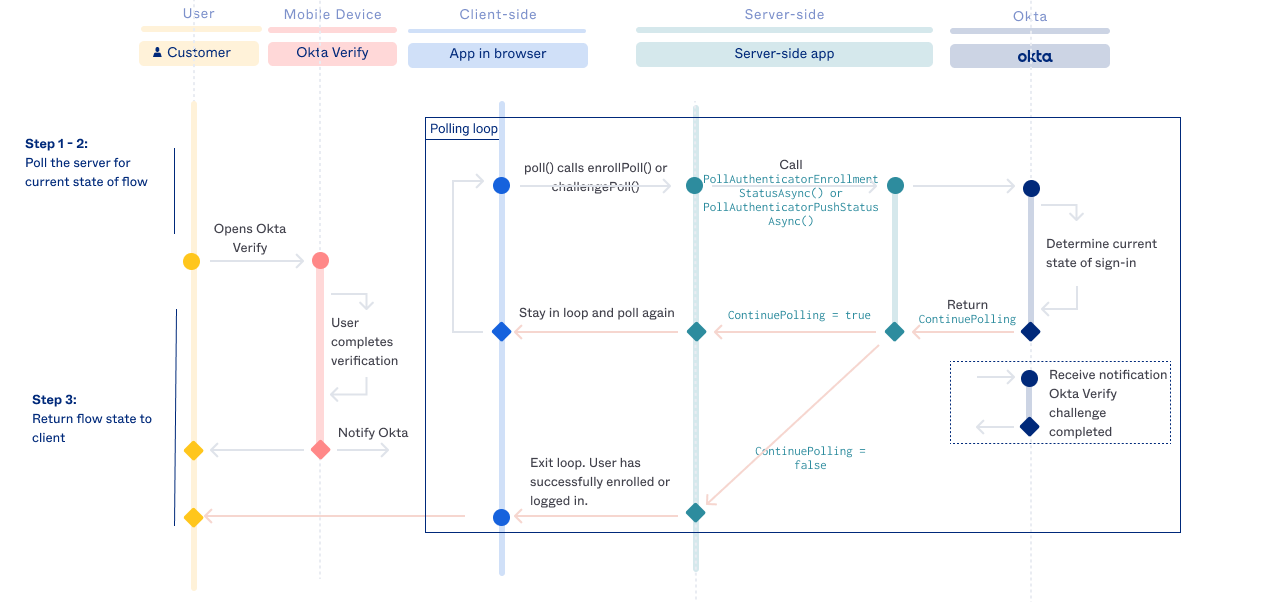 User
Mobile Device
Client-side
Server-side
Okta
Customer
Okta Verify
App in browser
Server-side app
okta
Polling loop
Step 1 - 2:
Poll the server for
current state of flow
poll() calls enrollPoll() or
challengePoll()
Call
PollAuthenticatorEnrollment
StatusAsync() or
PollAuthenticatorPushStatus
Async()
Opens Okta
Verify
Determine current
state of sign-in
User
completes
verification
Stay in loop and poll again
ContinuePolling = true
Return
ContinuePolling
Receive notification
Okta Verify
challenge
completed
Step 3:
Return flow state to
client
Notify Okta
ContinuePolling =
false
Exit loop. User has
successfully enrolled or
logged in.